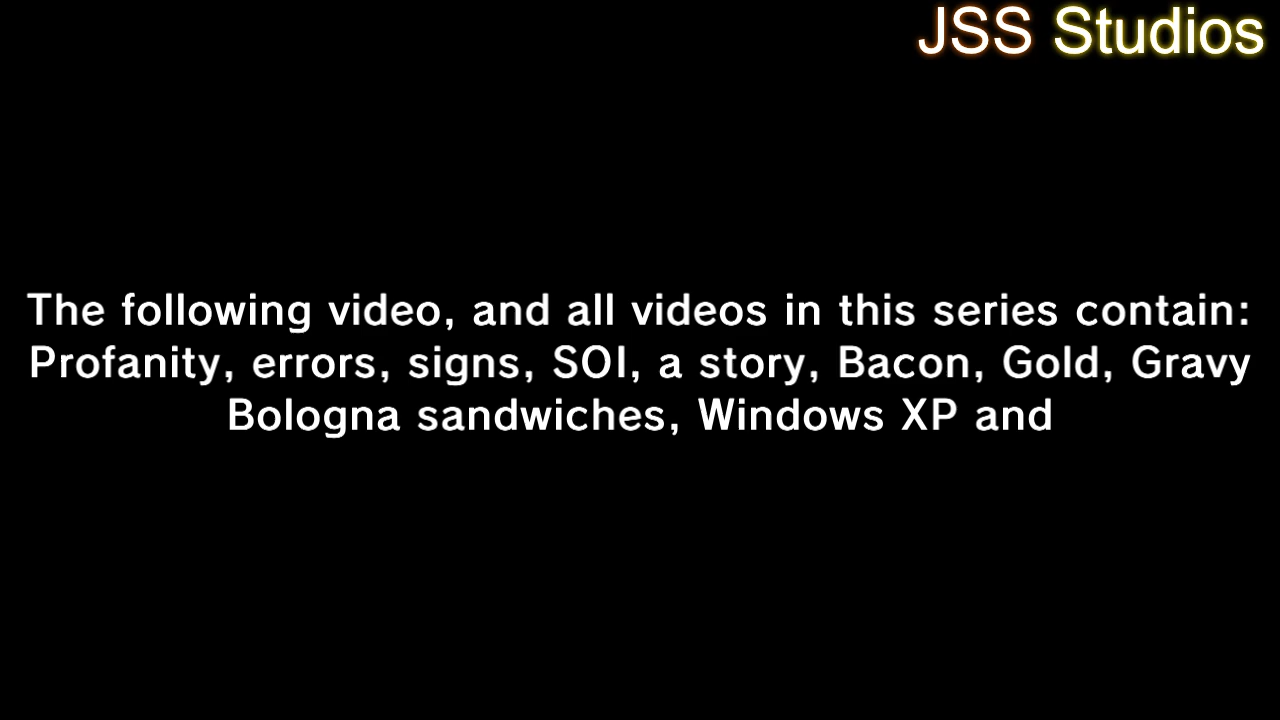 JSS Studios
The following video, and all videos in this series contain:
Profanity, errors, signs, SOI, a story, Bacon, Gold, Gravy
Bologna sandwiches, Windows XP and